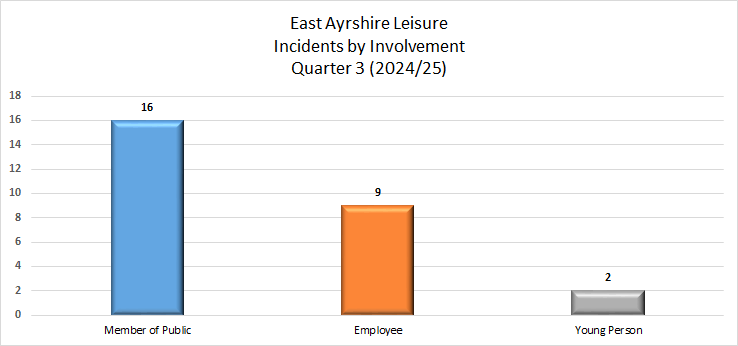 East Ayrshire Leisure
Incidents by Involvement
Quarter 3 (2024/25)
18
16
14
12
10
8
6
4
2
0
16
9
2
Member of Public
Employee
Young Person